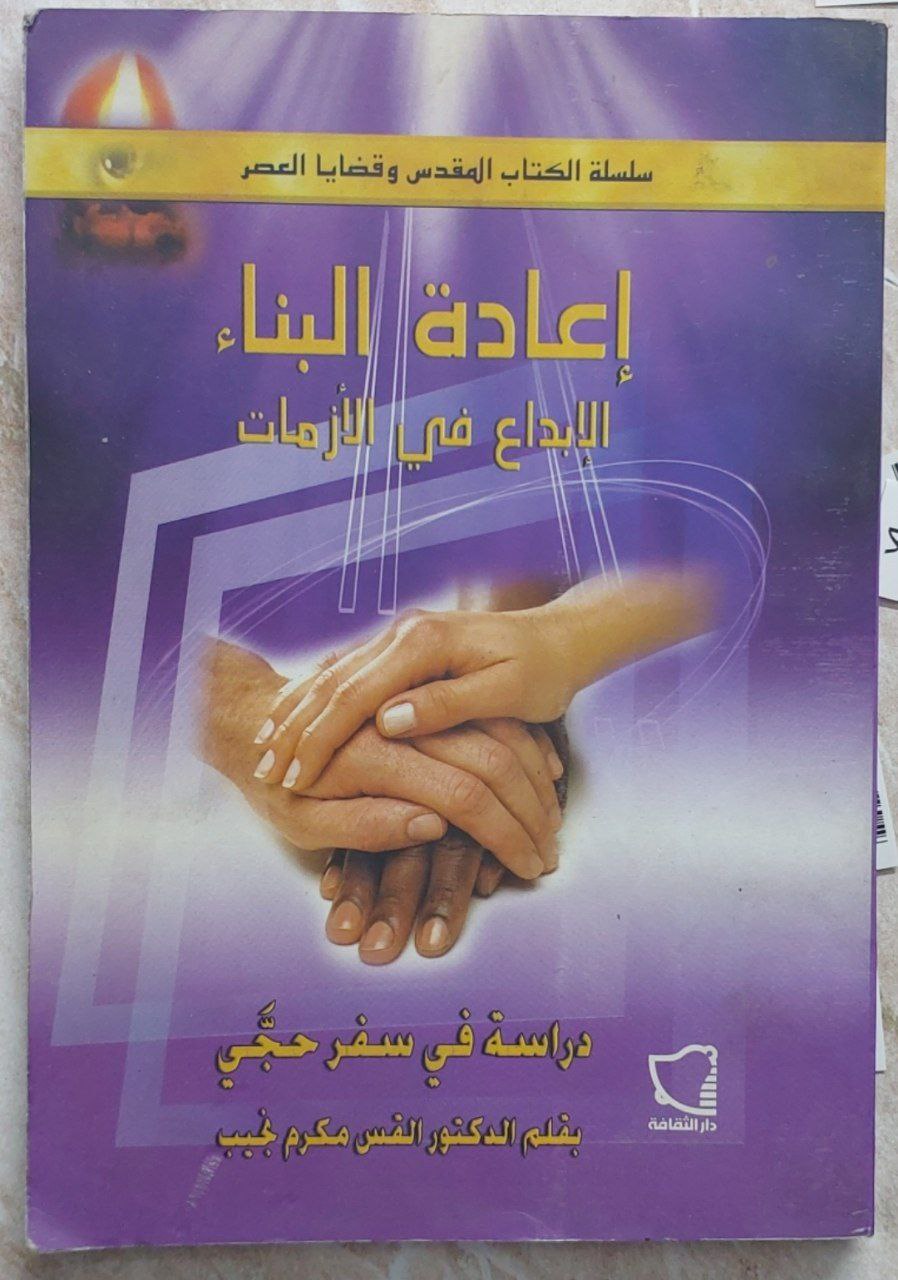 سلسلة الكتاب المقدس وقضايا العصر
إعادة البناء
الإبداع في الأزمات
دراسة في سفر حجَّي
بقلم الدكتور القس مكرم نجيب
دار الثقافة